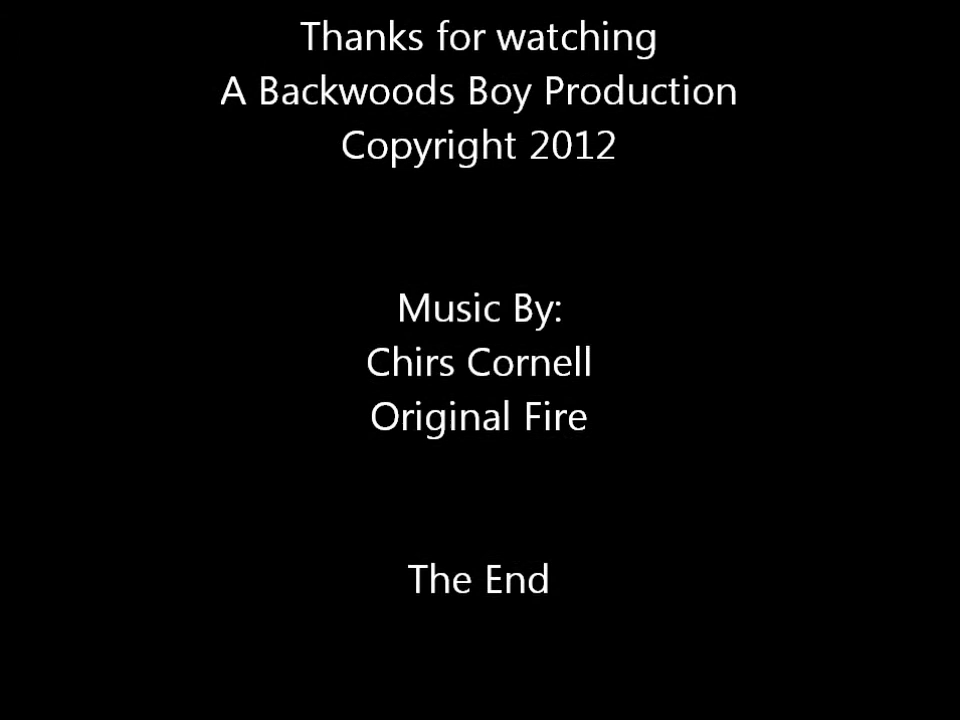 Thanks for watching
A Backwoods Boy Production
Copyright 2012
Music By:
Chirs Cornell
Original Fire
The End